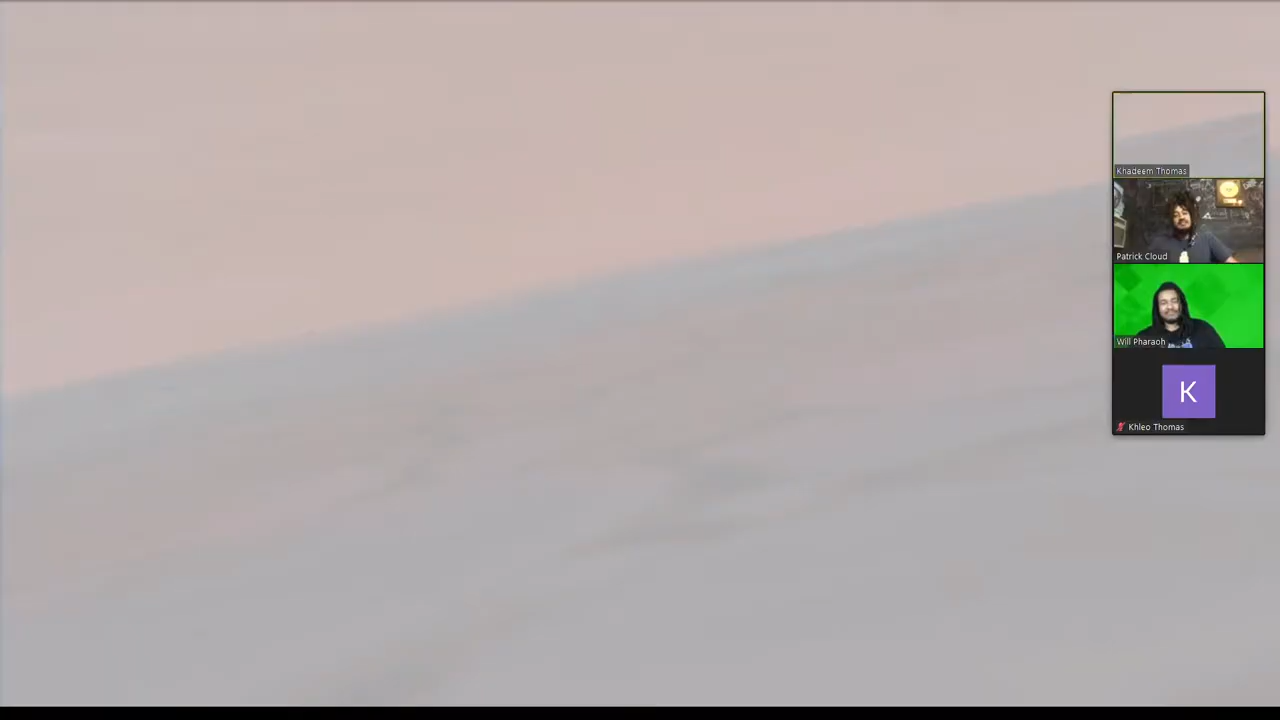 Khadeem Thomas
Patrick Cloud
Will Pharaoh
K
Khleo Thomas